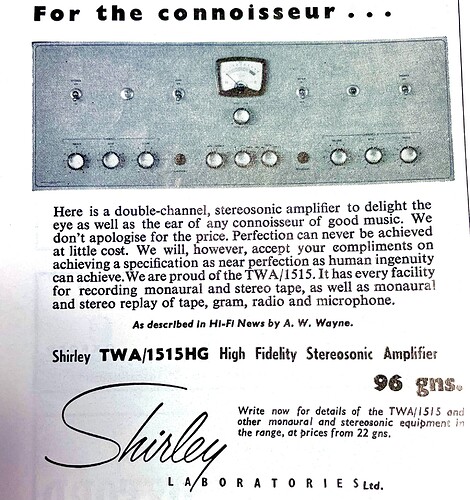 For the connoisseur . . .
Here is a double-channel, stereosonic amplifier to delight the
eye as well as the ear of any connoisseur of good music. We
don't apologise for the price. Perfection can never be achieved
at little cost. We will, however, accept your compliments on
achieving a specification as near perfection as human ingenuity
can achieve. We are proud of the TWA/1515. It has every facility
for recording monaural and stereo tape, as well as monaural
and stereo replay of tape, gram, radio and microphone.
As described in Hi-Fi News by A. W. Wayne.
Shirley TWA/1515HG High Fidelity Stereosonic Amplifier
96 gns.
Write now for details of the TWA/1515 and
other monaural and stereosonic equipment in
the range, at prices from 22 gns.
Shirley
LABORATORIES Ltd.